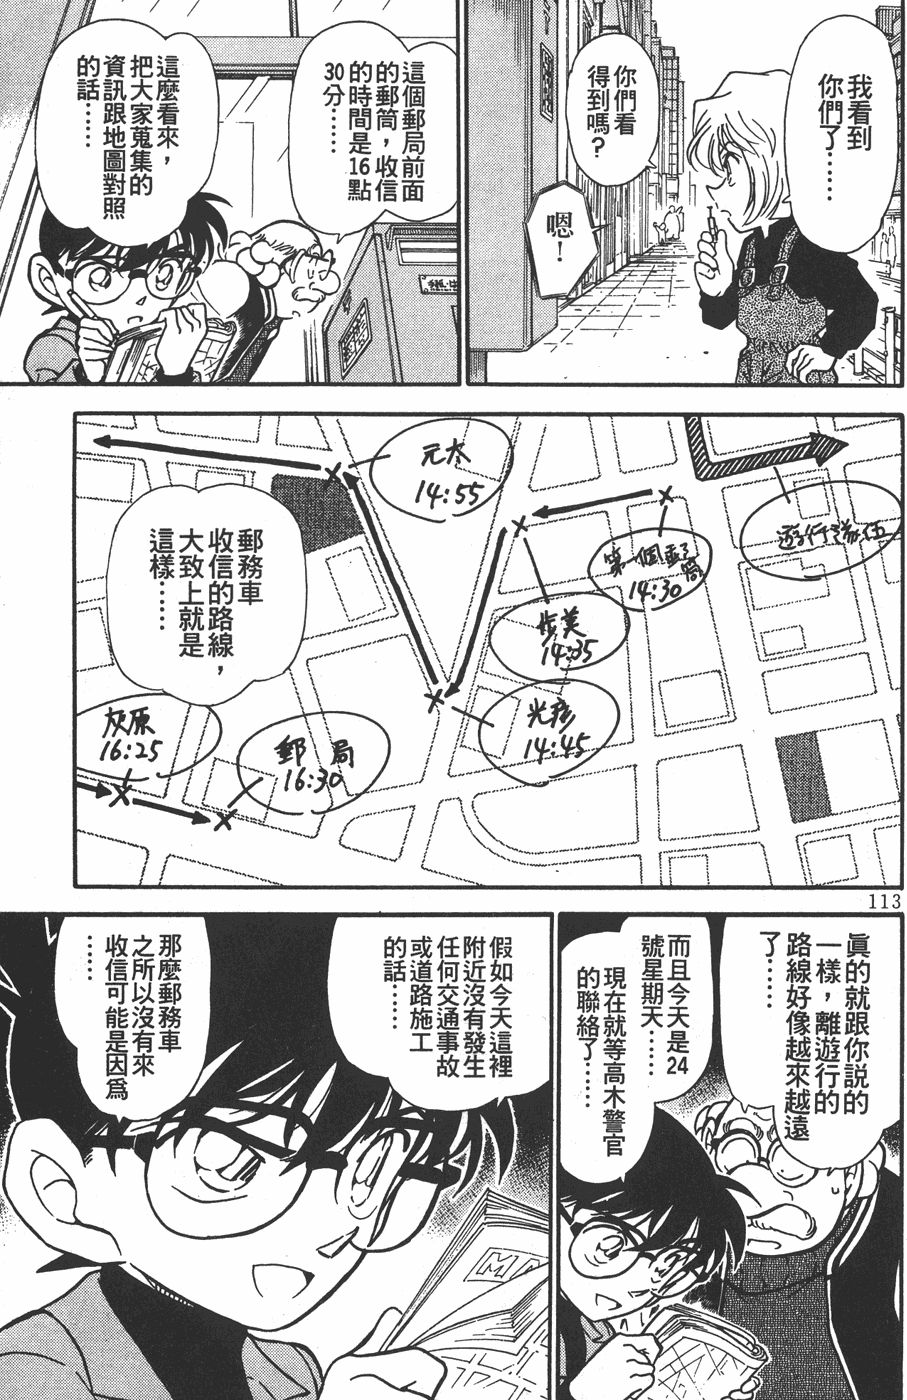 我看到
你們了⋯⋯
你們看
得到嗎?
嗯!
這個郵局前面
的郵筒,收信
的時間是16點
30分⋯⋯
這麼看來,
把大家蒐集的
資訊跟地圖對照
的話⋯⋯
元太
14:55
遊行隊伍
第一個郵筒
14:30
步美
14:35
光彥
14:45
郵務車
收信的路線,
大致上就是
這樣⋯⋯
灰原
16:25
郵局
16:30
113
眞的就跟你說的
一樣,離遊行的
路線好像越來越遠
了⋯⋯
而且今天是24
號星期天⋯⋯
現在就等高木警官
的聯絡了⋯⋯
假如今天這裡
附近沒有發生
任何交通事故
或道路施工
的話⋯⋯
那麼郵務車
之所以沒有來
收信可能是因爲
⋯⋯